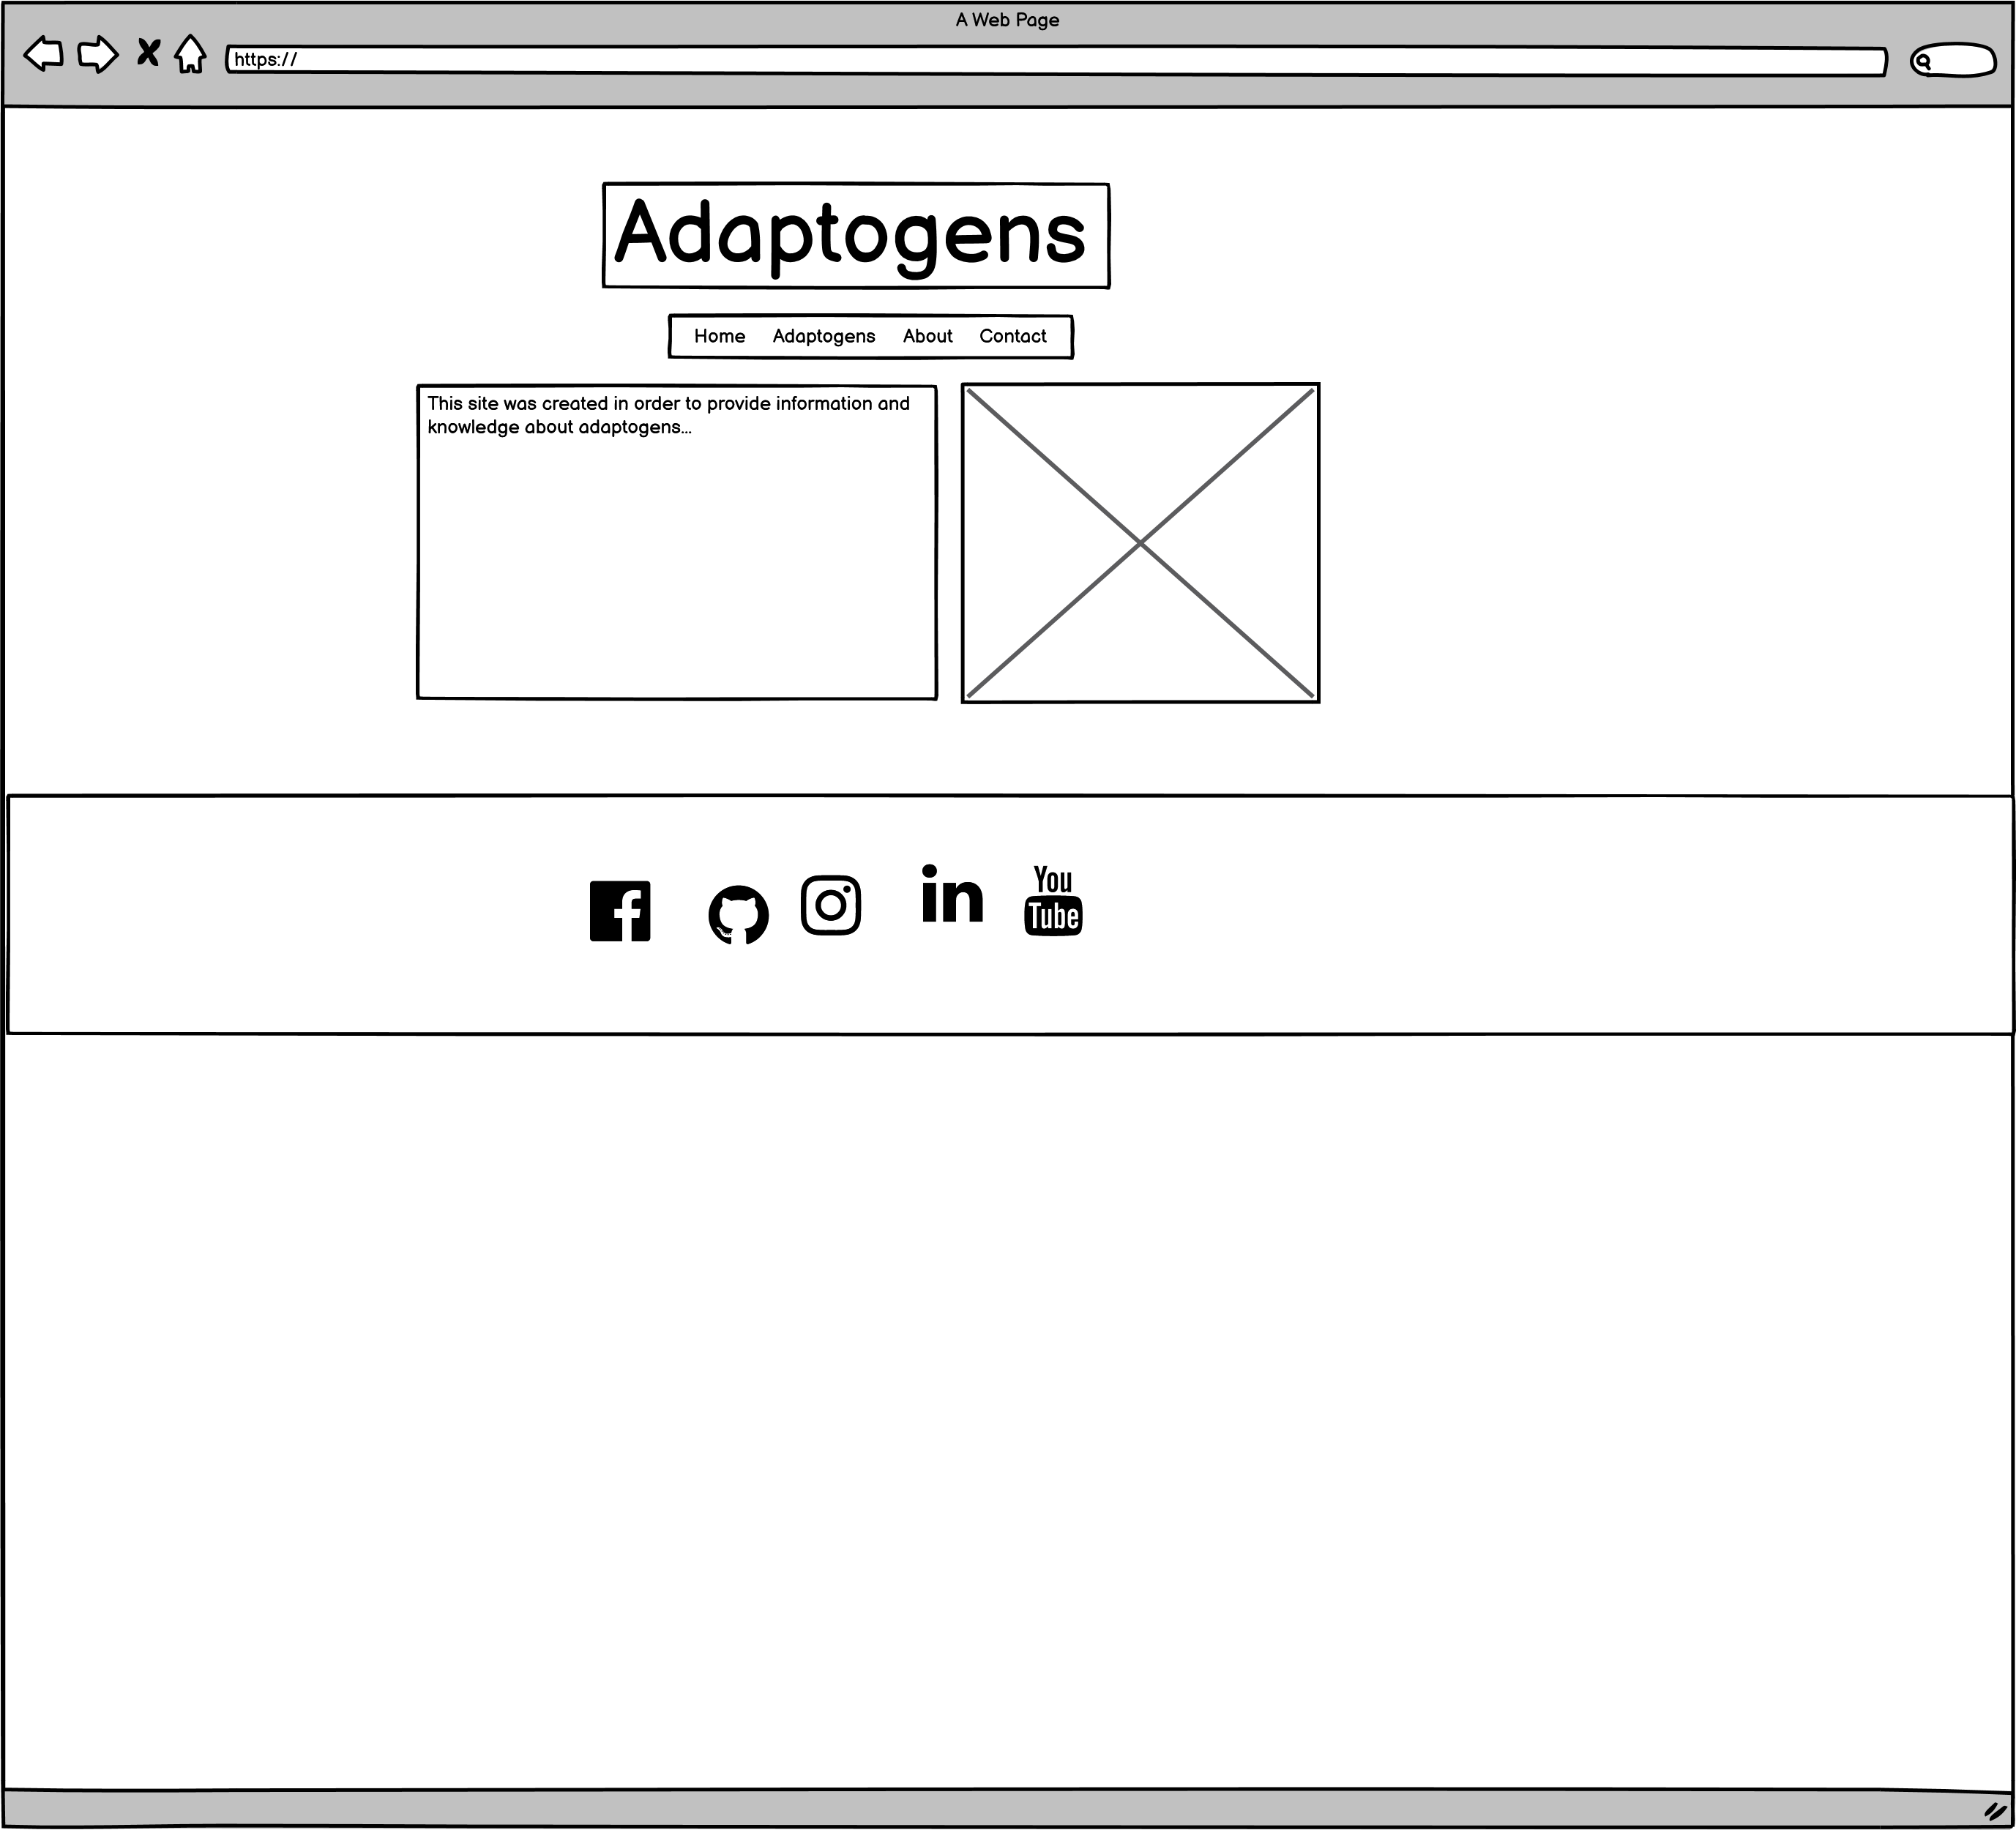 A Web Page
https://
Adaptogens
Home Adaptogens About Contact
This site was created in order to provide information and
knowledge about adaptogens...
in
You
Tube